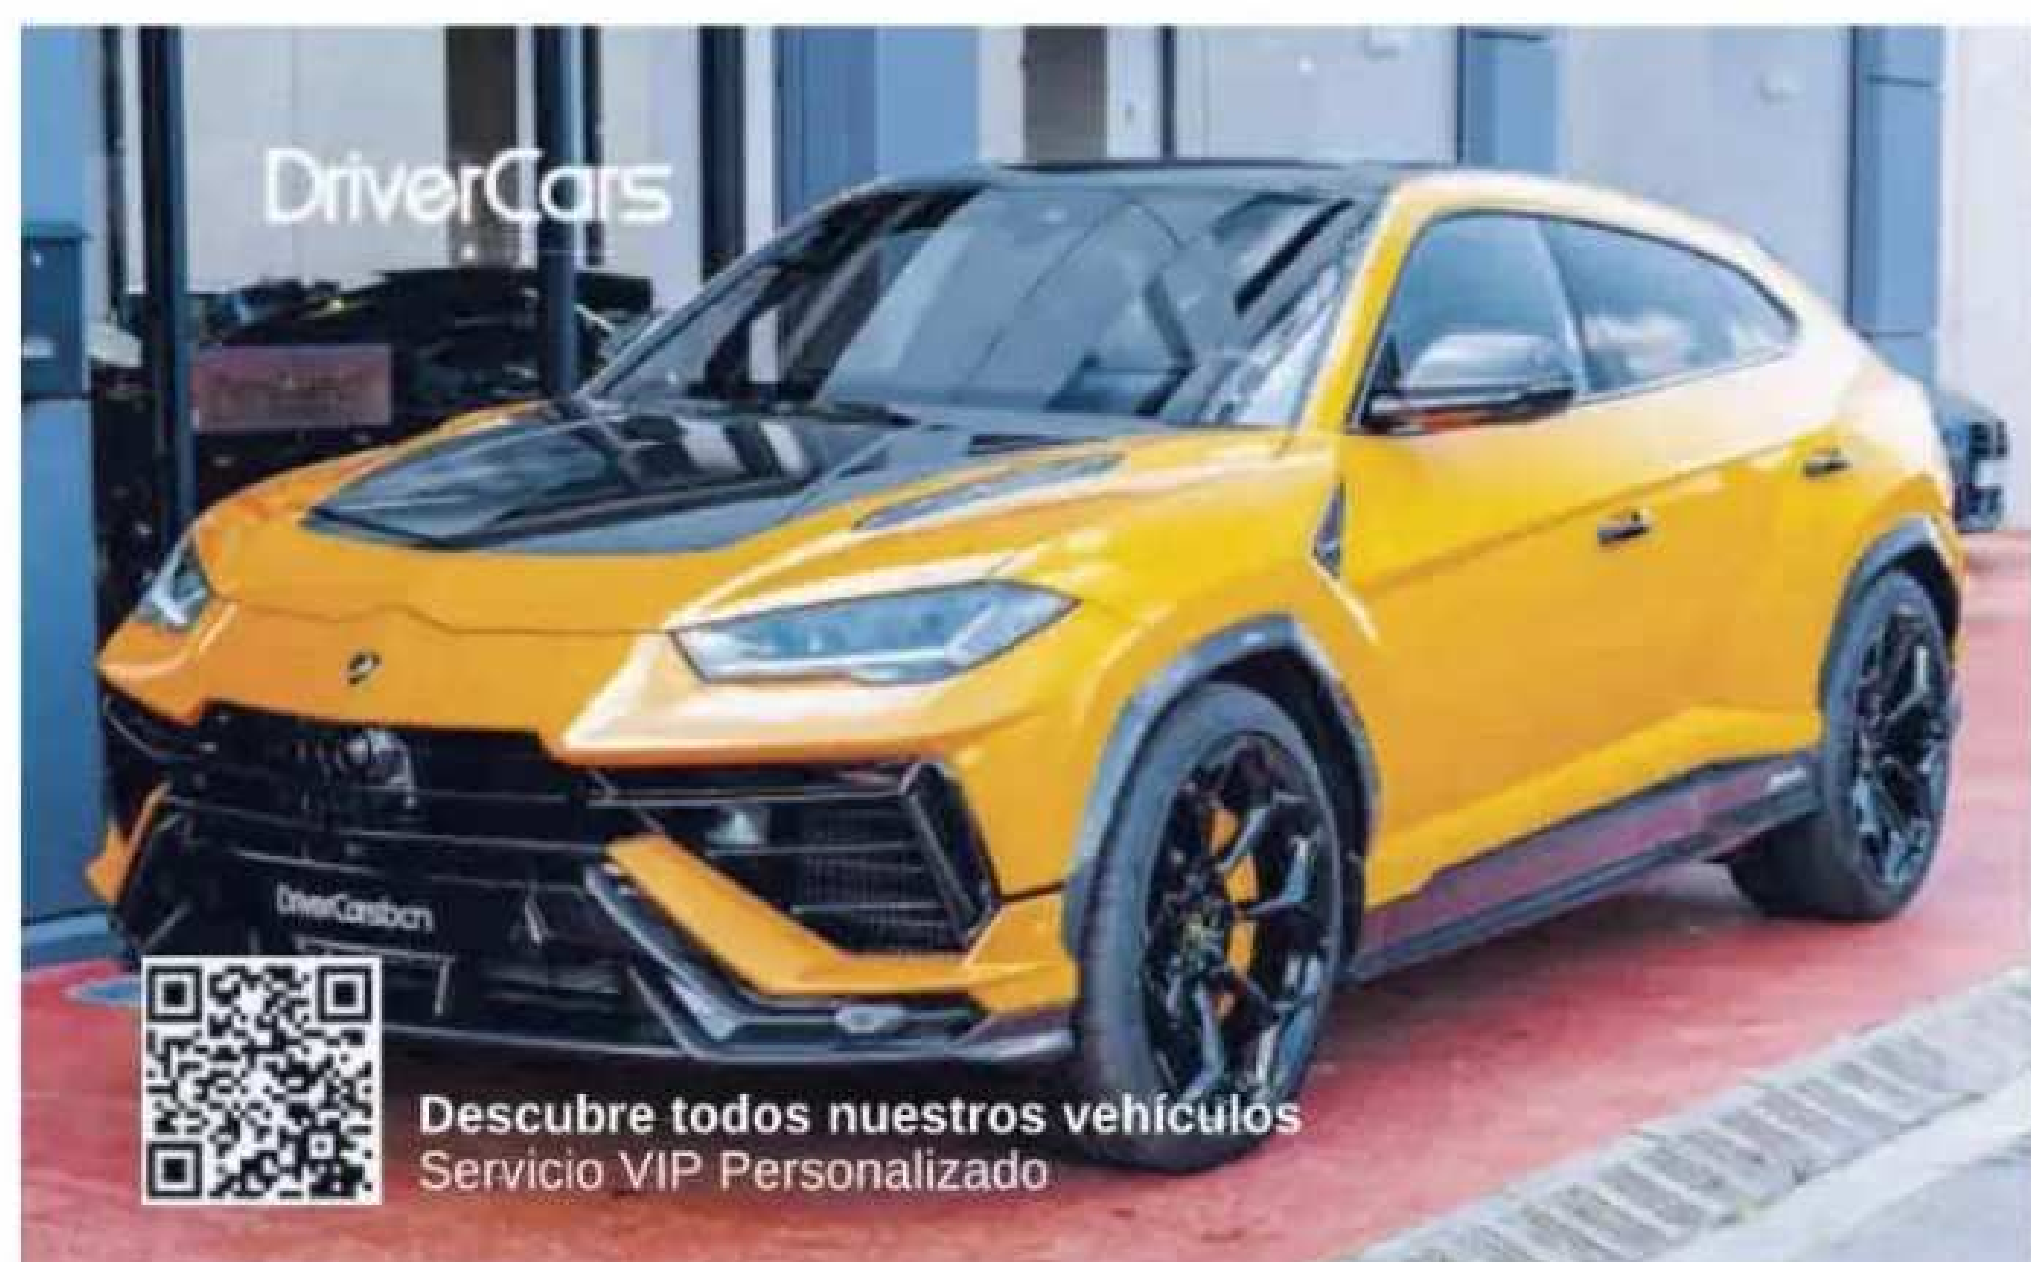 DriverCars
DriverCarsbcn
Descubre todos nuestros vehículos
Servicio VIP Personalizado